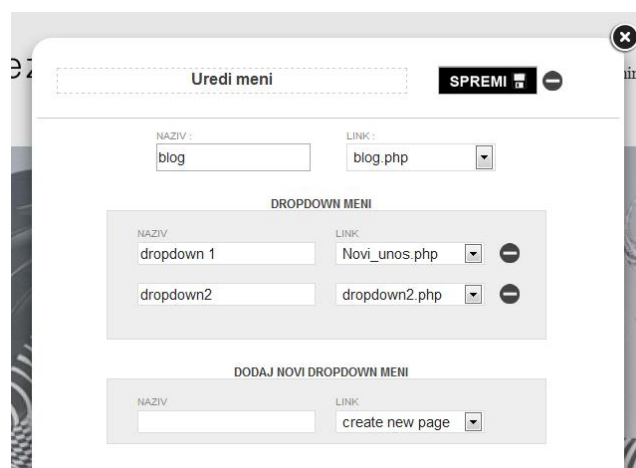 Uredi meni
SPREMI
NAZIV : LINK :
blog blog.php
DROPDOWN MENI
NAZIV LINK
dropdown 1 Novi_unos.php
dropdown2 dropdown2.php
DODAJ NOVI DROPDOWN MENI
NAZIV LINK
create new page